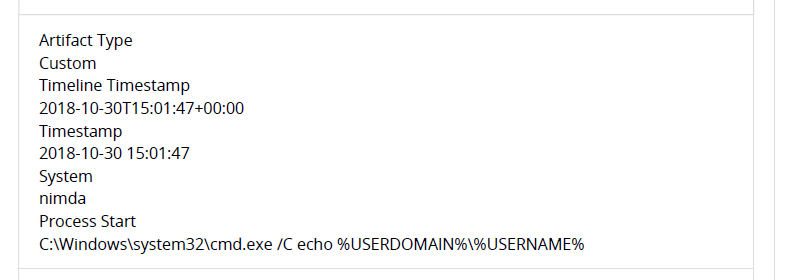 Artifact Type
Custom
Timeline Timestamp
2018-10-30T15:01:47+00:00
Timestamp
2018-10-30 15:01:47
System
nimda
Process Start
C:\Windows\system32\cmd.exe /C echo %USERDOMAIN%\%USERNAME%